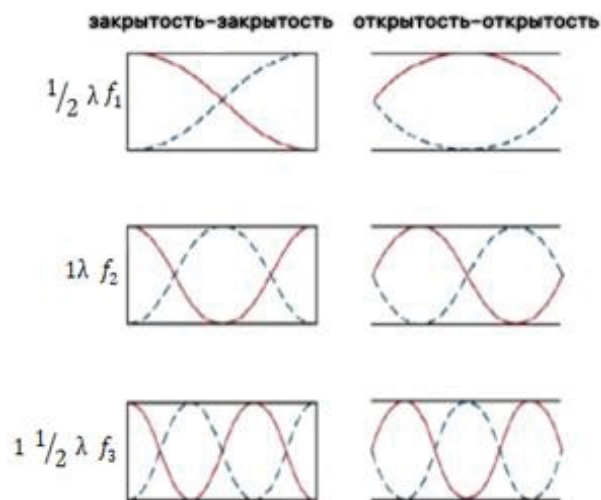 закрытость-закрытость открытость-открытость
1/2 λ f₁
1λ f₂
1 1/2 λ f₃